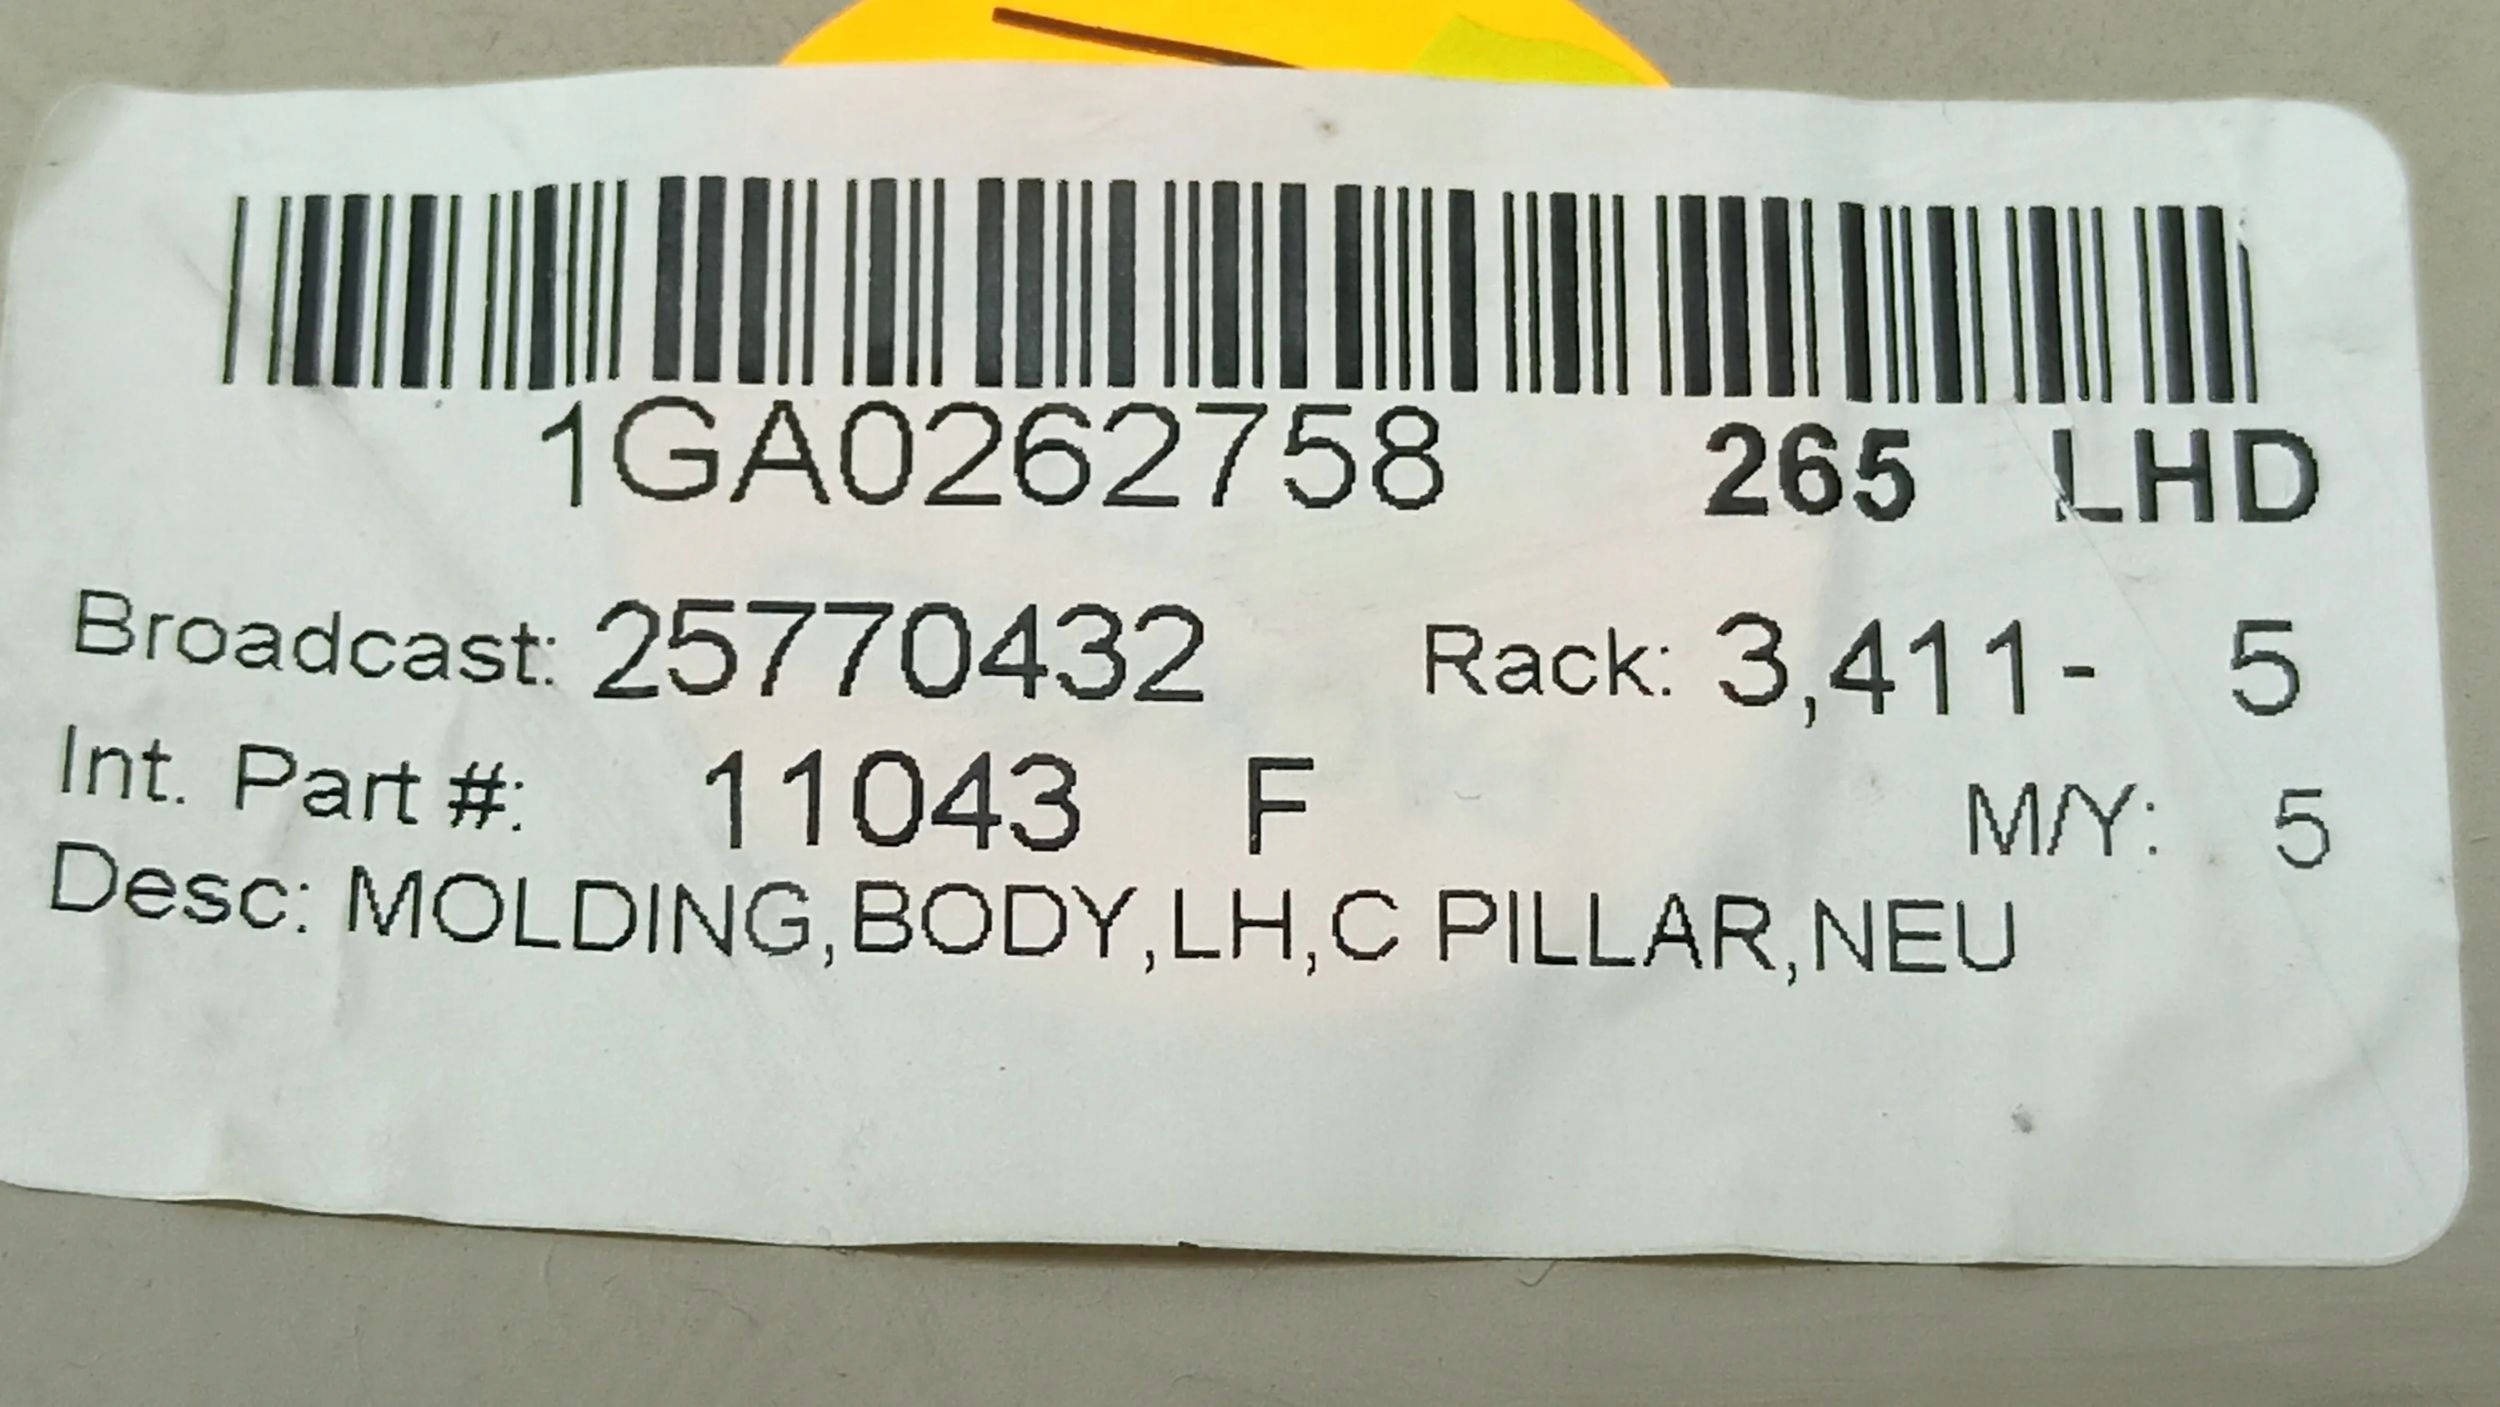 1GA0262758 265 LHD
Broadcast: 25770432 Rack: 3,411- 5
Int. Part #: 11043 F M/Y: 5
Desc: MOLDING,BODY,LH,C PILLAR,NEU